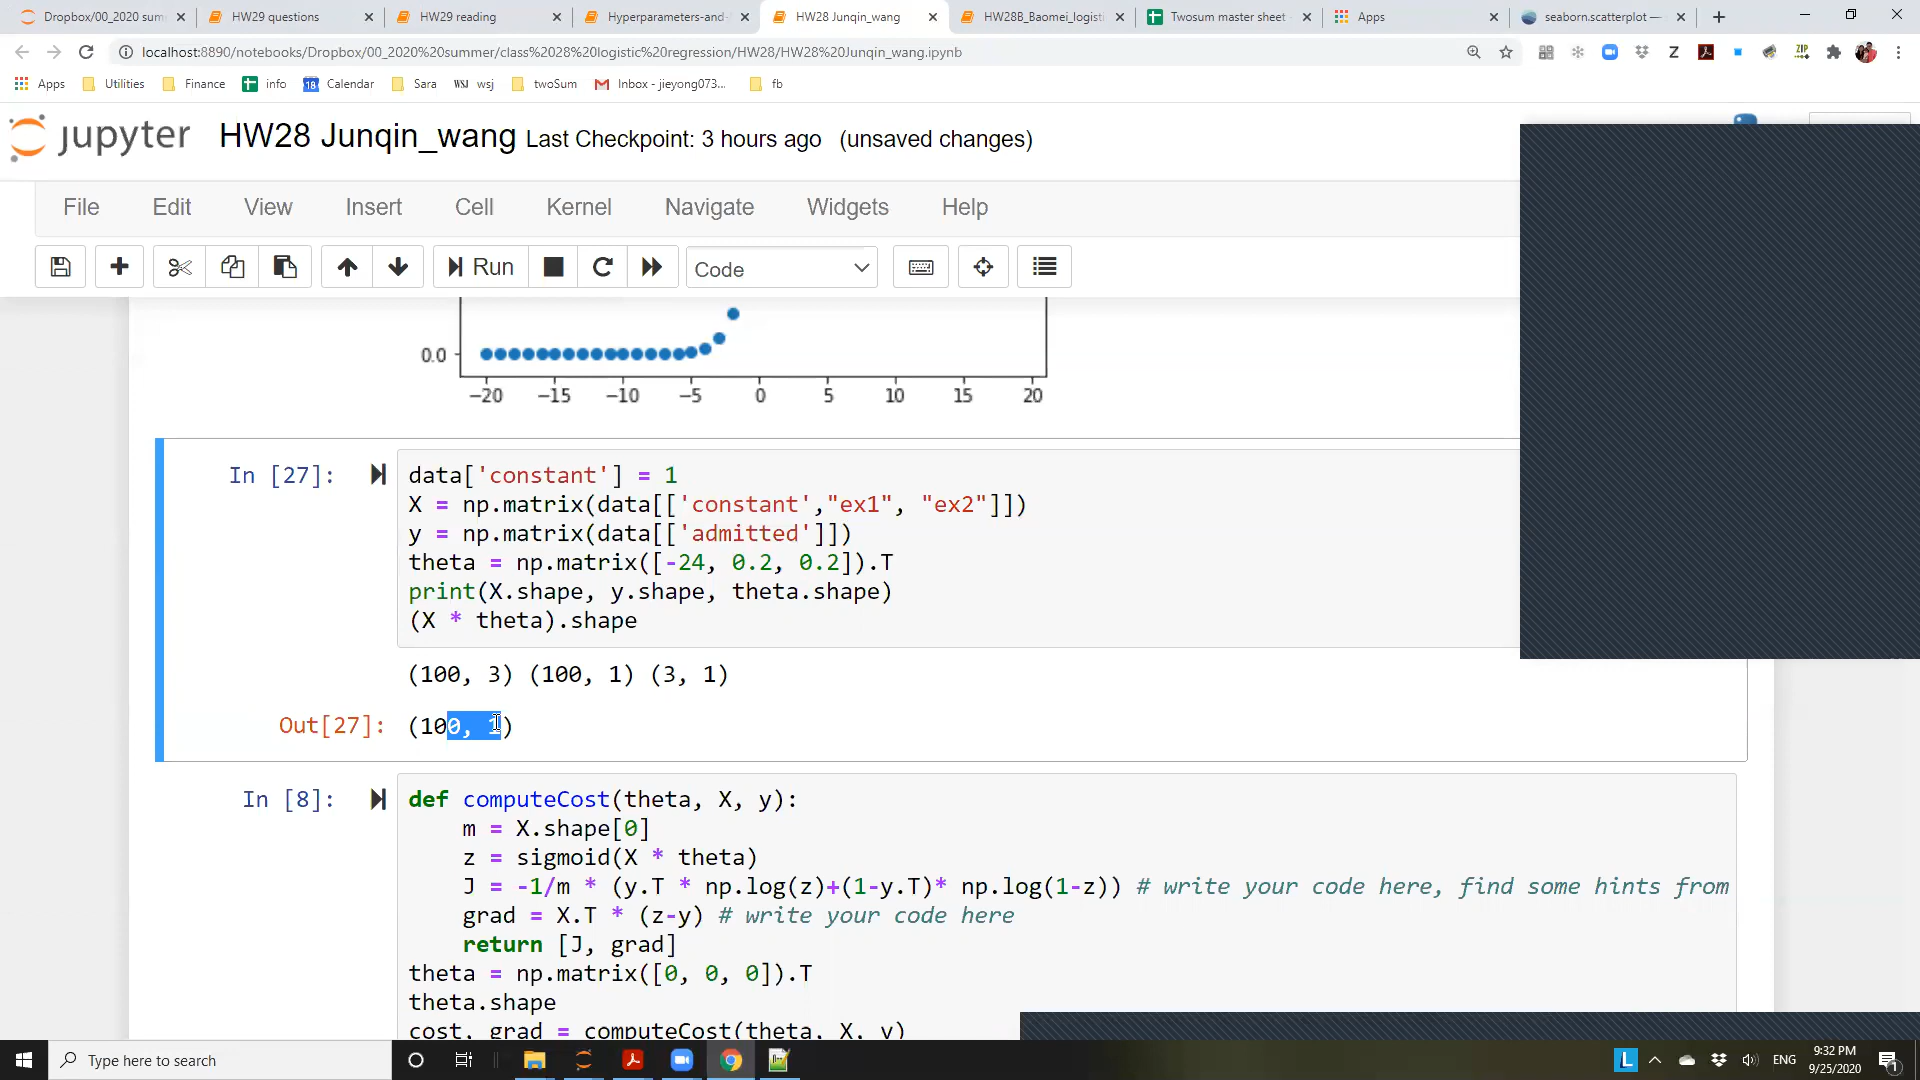 Dropbox/00_2020 sum
HW29 questions
HW29 reading
Hyperparameters-and-
HW28 Junqin_wang
HW28B_Baomei_logisti
Twosum master sheet -
Apps
seaborn.scatterplot —
localhost:8890/notebooks/Dropbox/00_2020%20summer/class%2028%20logistic%20regression/HW28/HW28%20Junqin_wang.ipynb
Apps
Utilities
Finance
info
Calendar
Sara
WSJ wsj
twoSum
Inbox - jieyong073...
fb
jupyter HW28 Junqin_wang Last Checkpoint: 3 hours ago (unsaved changes)
File Edit View Insert Cell Kernel Navigate Widgets Help
Run
Code
0.0
−20 −15 −10 −5 0 5 10 15 20
In [27]:
data['constant'] = 1
X = np.matrix(data[['constant',"ex1", "ex2"]])
y = np.matrix(data[['admitted']])
theta = np.matrix([-24, 0.2, 0.2]).T
print(X.shape, y.shape, theta.shape)
(X * theta).shape
(100, 3) (100, 1) (3, 1)
Out[27]: (100, 1)
In [8]:
def computeCost(theta, X, y):
m = X.shape[0]
z = sigmoid(X * theta)
J = -1/m * (y.T * np.log(z)+(1-y.T)* np.log(1-z)) # write your code here, find some hints from
grad = X.T * (z-y) # write your code here
return [J, grad]
theta = np.matrix([0, 0, 0]).T
theta.shape
cost, grad = computeCost(theta, X, y)
Type here to search
ENG
9:32 PM
9/25/2020